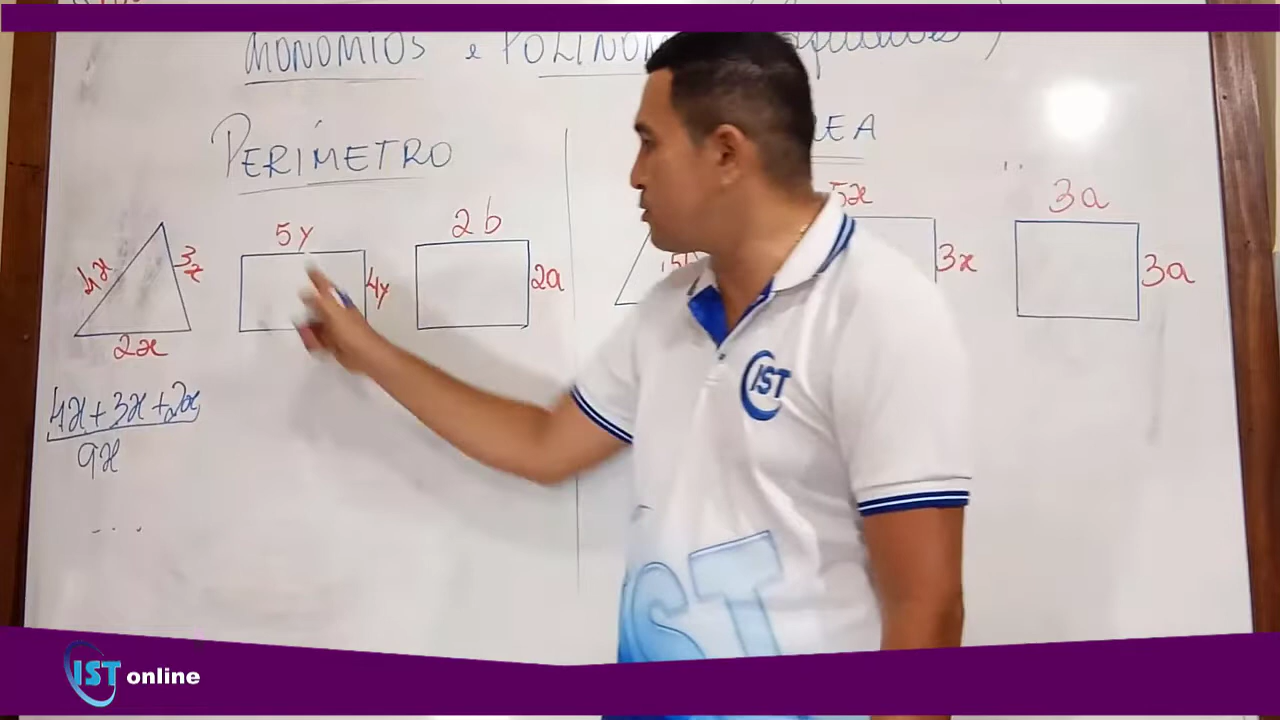 MONOMIOS e POLINOM
PERÍMETRO
EA
4x
3x
2x
5y
4y
2b
2a
5x
3x
3a
3a
4x + 3x + 2x
9x
IST
IST
IST online